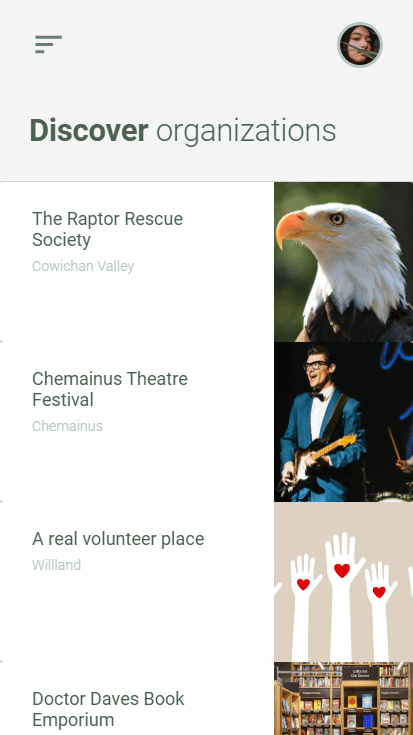 Discover organizations
The Raptor Rescue
Society
Cowichan Valley
Chemainus Theatre
Festival
Chemainus
A real volunteer place
Willland
Doctor Daves Book
Emporium